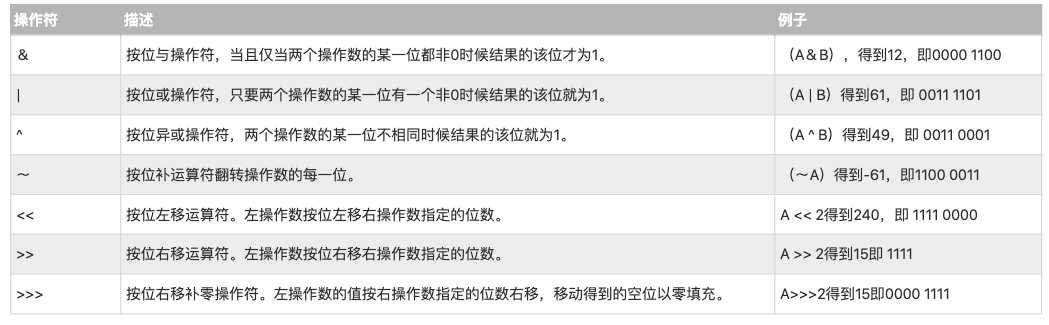 操作符 描述 例子
& 按位与操作符，当且仅当两个操作数的某一位都非0时候结果的该位才为1。 （A＆B），得到12，即0000 1100
| 按位或操作符，只要两个操作数的某一位有一个非0时候结果的该位就为1。 （A | B）得到61，即 0011 1101
^ 按位异或操作符，两个操作数的某一位不相同时候结果的该位就为1。 （A ^ B）得到49，即 0011 0001
〜 按位补运算符翻转操作数的每一位。 （〜A）得到-61，即1100 0011
<< 按位左移运算符。左操作数按位左移右操作数指定的位数。 A << 2得到240，即 1111 0000
>> 按位右移运算符。左操作数按位右移右操作数指定的位数。 A >> 2得到15即 1111
>>> 按位右移补零操作符。左操作数的值按右操作数指定的位数右移，移动得到的空位以零填充。 A>>>2得到15即0000 1111